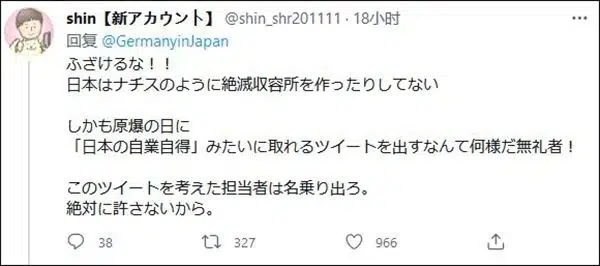 shin【新アカウント】 @shin_shr201111 · 18小时
回复 @GermanyinJapan
ふざけるな！！
日本はナチスのように絶滅収容所を作ったりしてない
しかも原爆の日に
「日本の自業自得」みたいに取れるツイートを出すなんて何様だ無礼者！
このツイートを考えた担当者は名乗り出ろ。
絶対に許さないから。
38 327 966